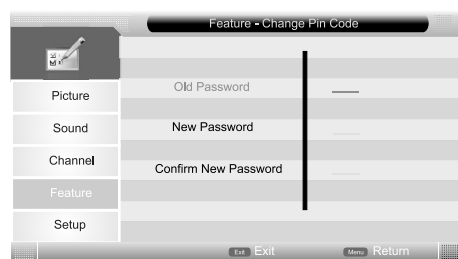 Feature - Change Pin Code
Picture
Sound
Channel
Feature
Setup
Old Password
New Password
Confirm New Password
Exit Exit
Menu Return